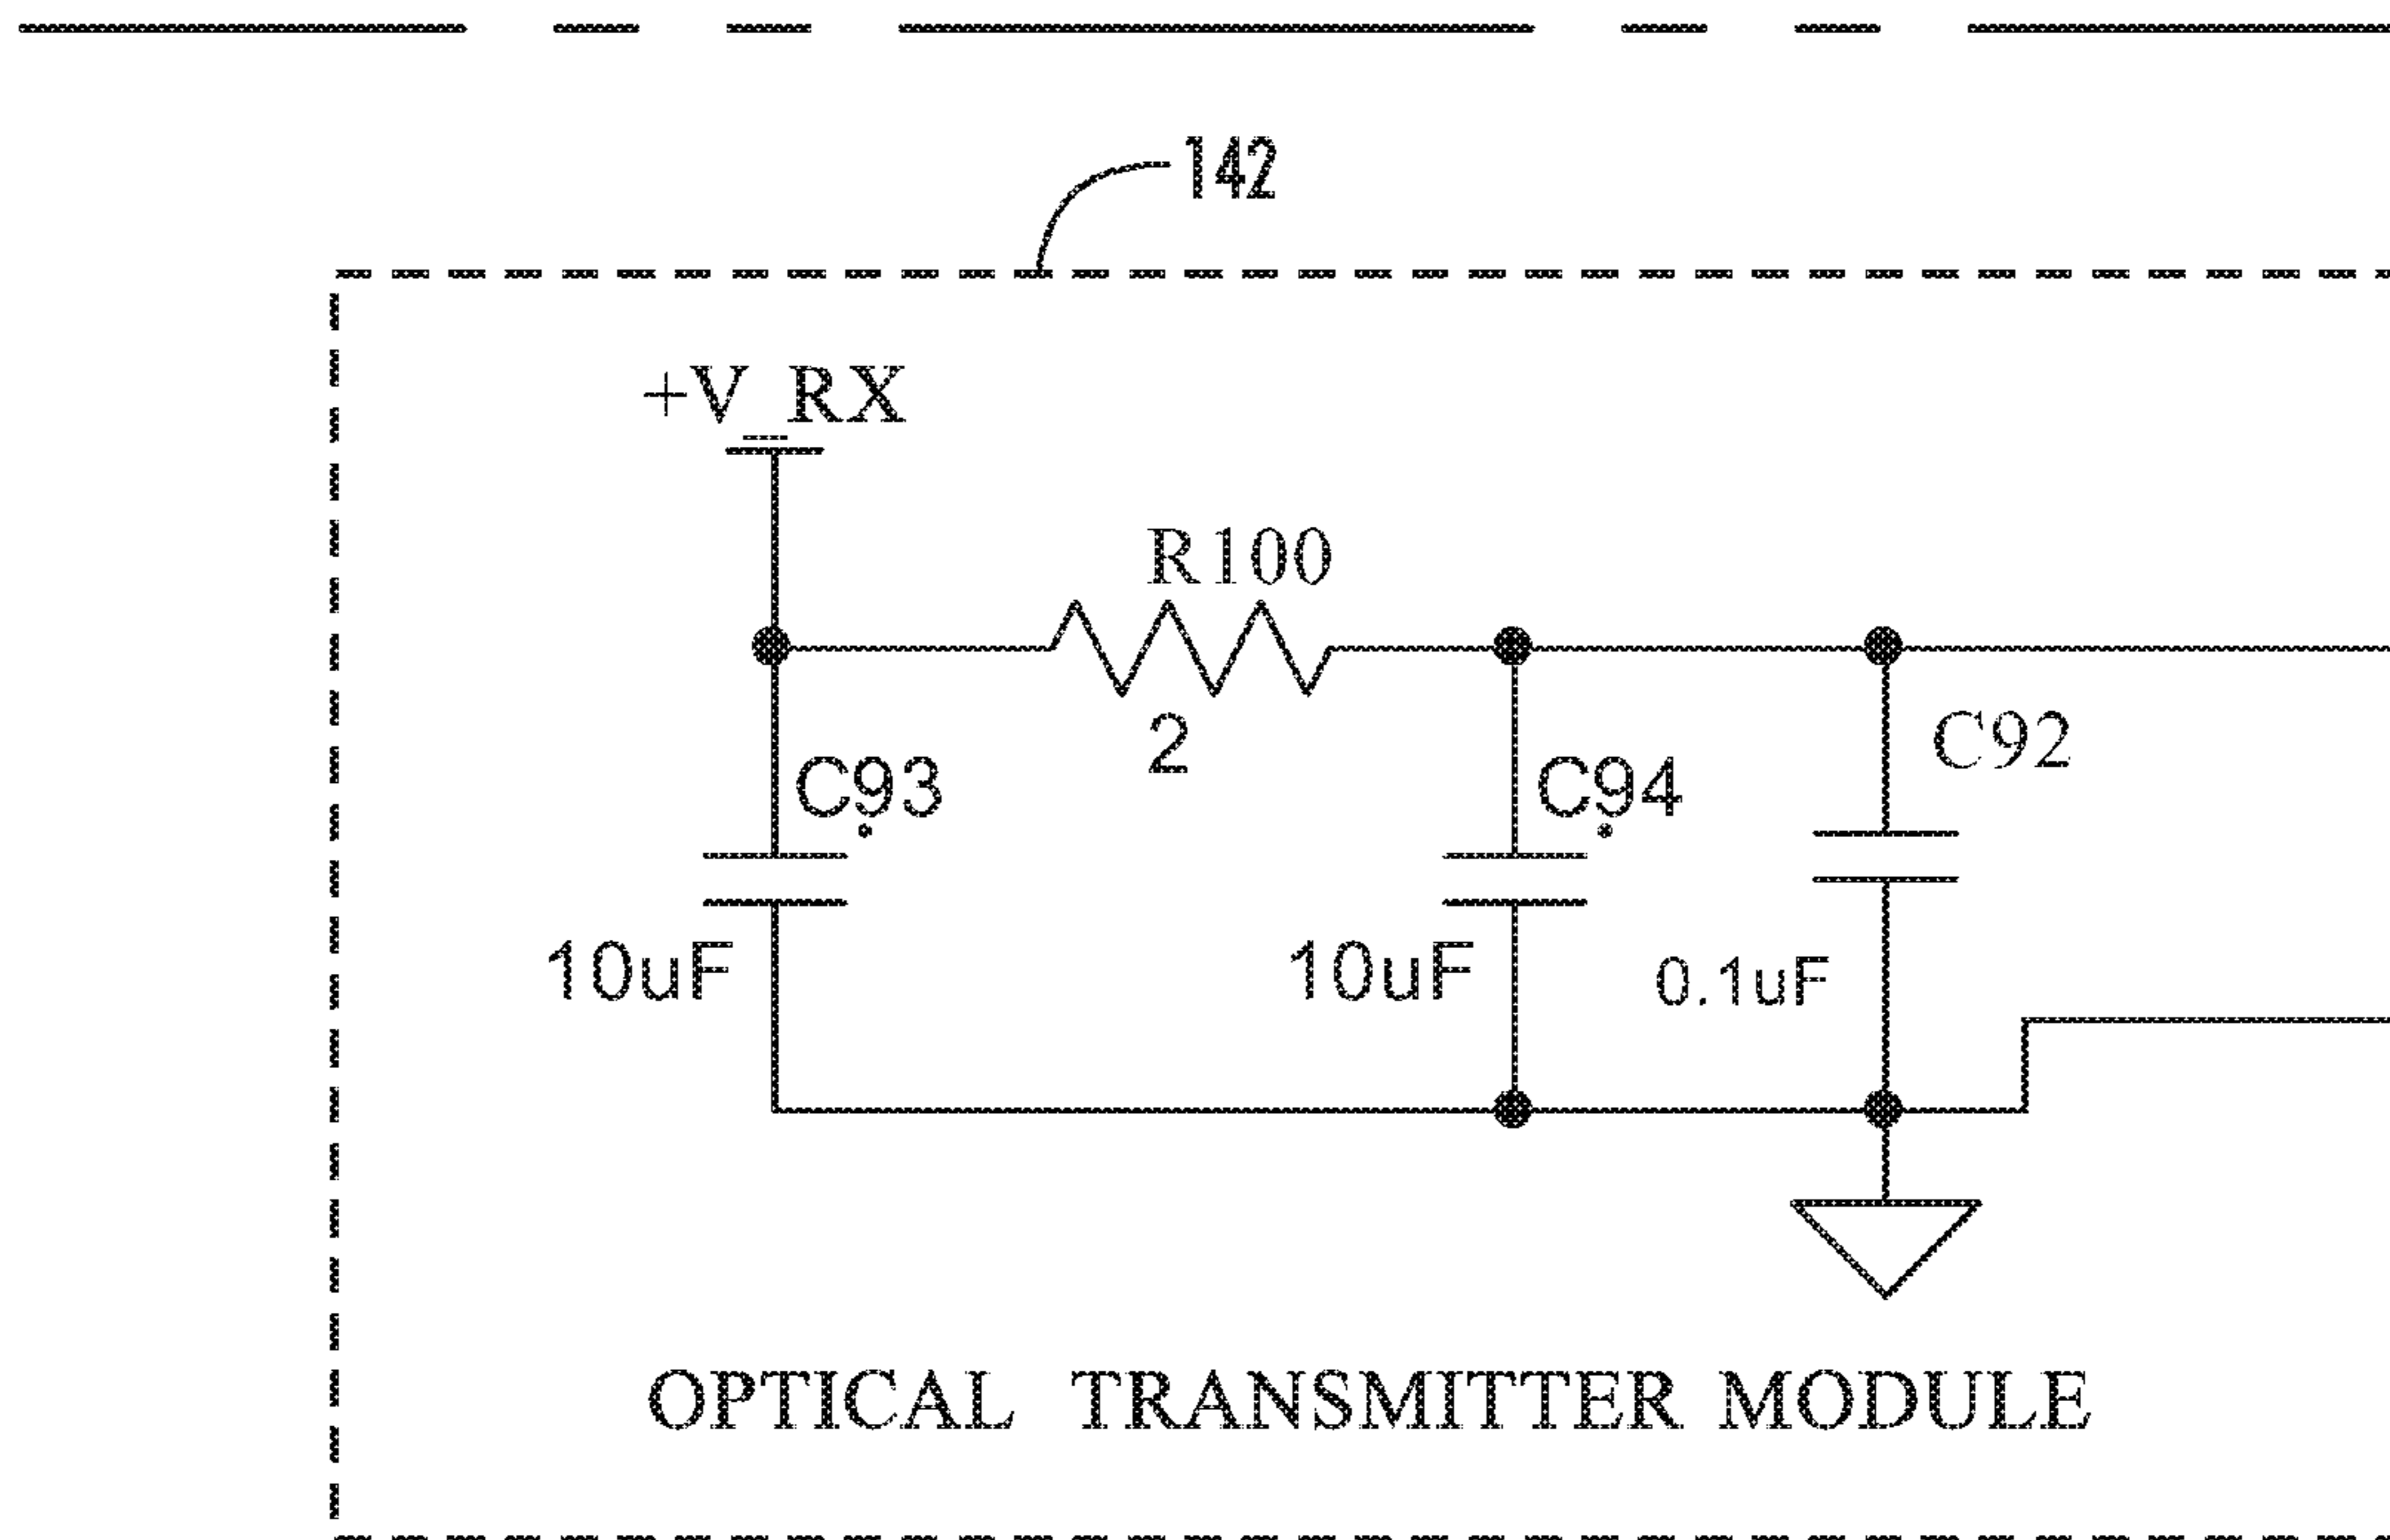 142
+V_RX
R100
2
C93
C94
C92
10uF
10uF
0.1uF
OPTICAL TRANSMITTER MODULE